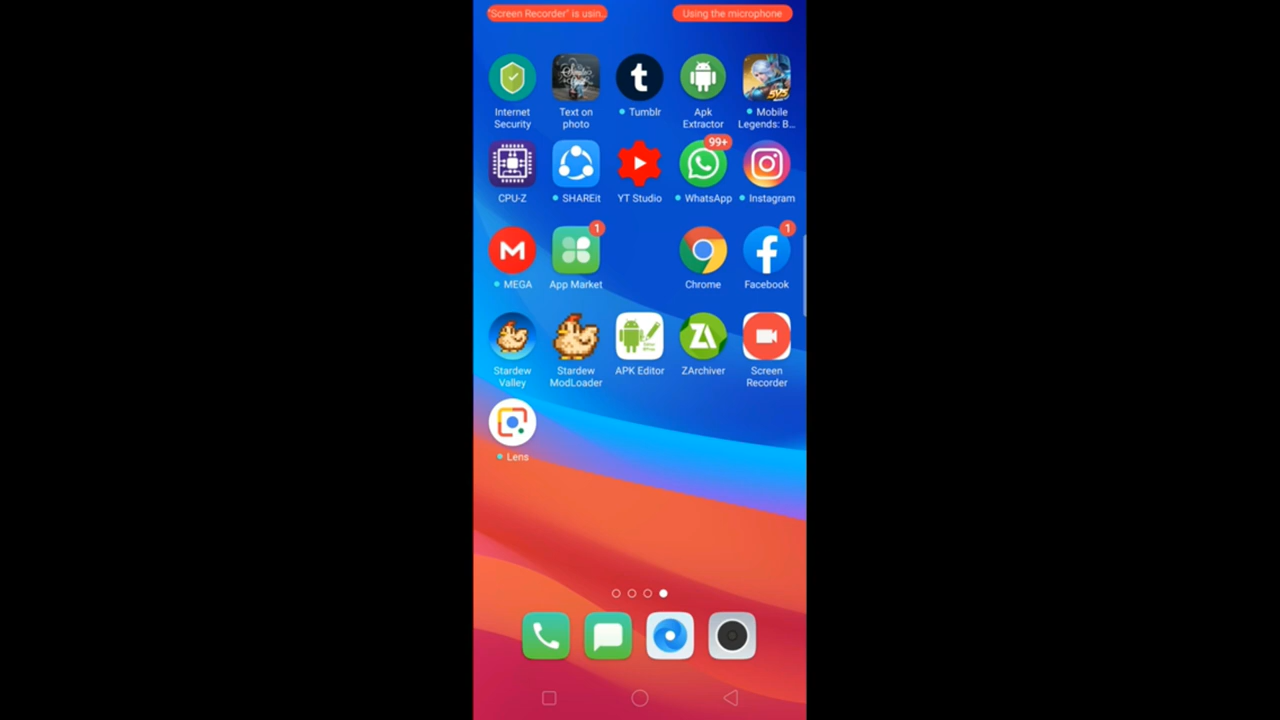 "Screen Recorder" is usin... Using the microphone
Internet Security
Text on photo
Tumblr
Apk Extractor
Mobile Legends: B...
5V5
CPU-Z
SHAREit
YT Studio
99+
WhatsApp
Instagram
MEGA
1
App Market
Chrome
1
Facebook
Stardew Valley
Stardew ModLoader
APK Editor
ZArchiver
Screen Recorder
Lens